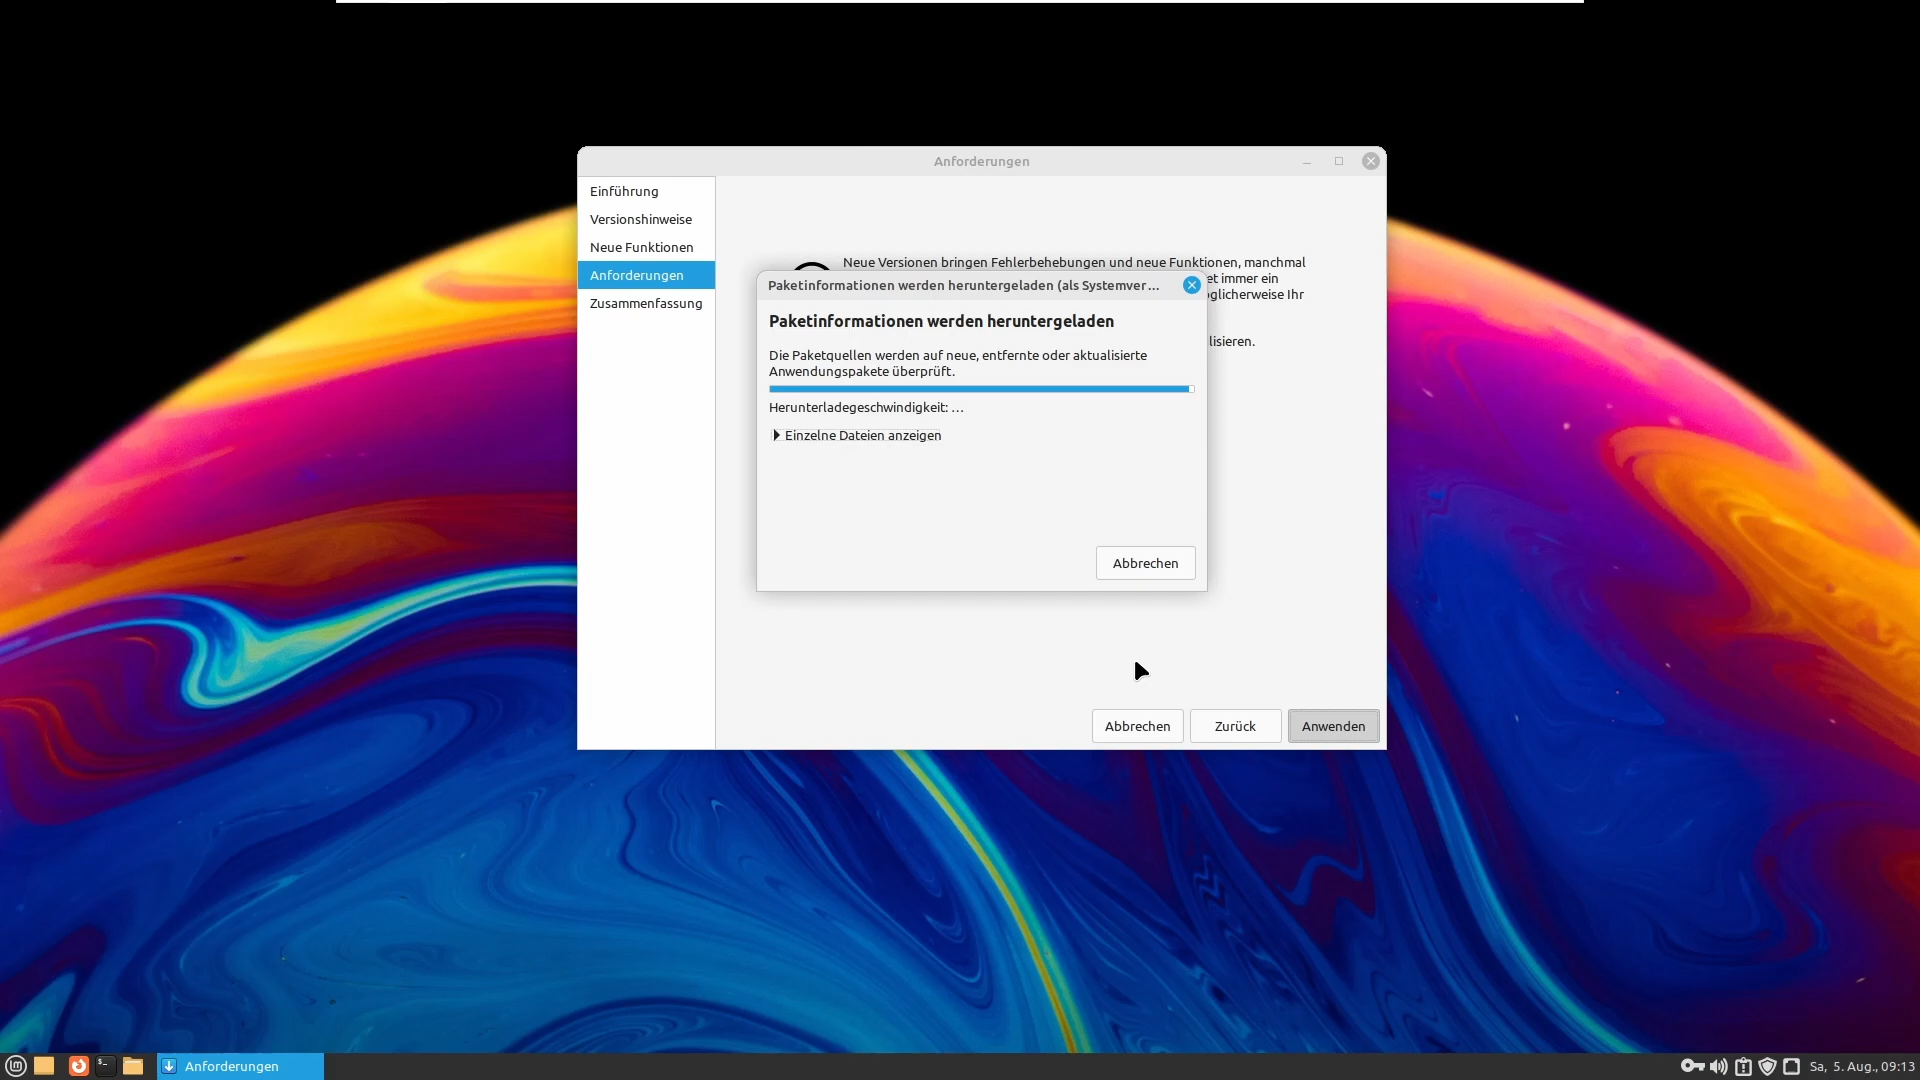 Anforderungen
Einführung
Versionshinweise
Neue Funktionen
Anforderungen
Zusammenfassung
Neue Versionen bringen Fehlerbehebungen und neue Funktionen, manchmal
et immer ein
glicherweise Ihr
lisieren.
Paketinformationen werden heruntergeladen (als Systemver...
Paketinformationen werden heruntergeladen
Die Paketquellen werden auf neue, entfernte oder aktualisierte
Anwendungspakete überprüft.
Herunterladegeschwindigkeit: ...
Einzelne Dateien anzeigen
Abbrechen
Abbrechen
Zurück
Anwenden
Anforderungen
Sa, 5. Aug., 09:13